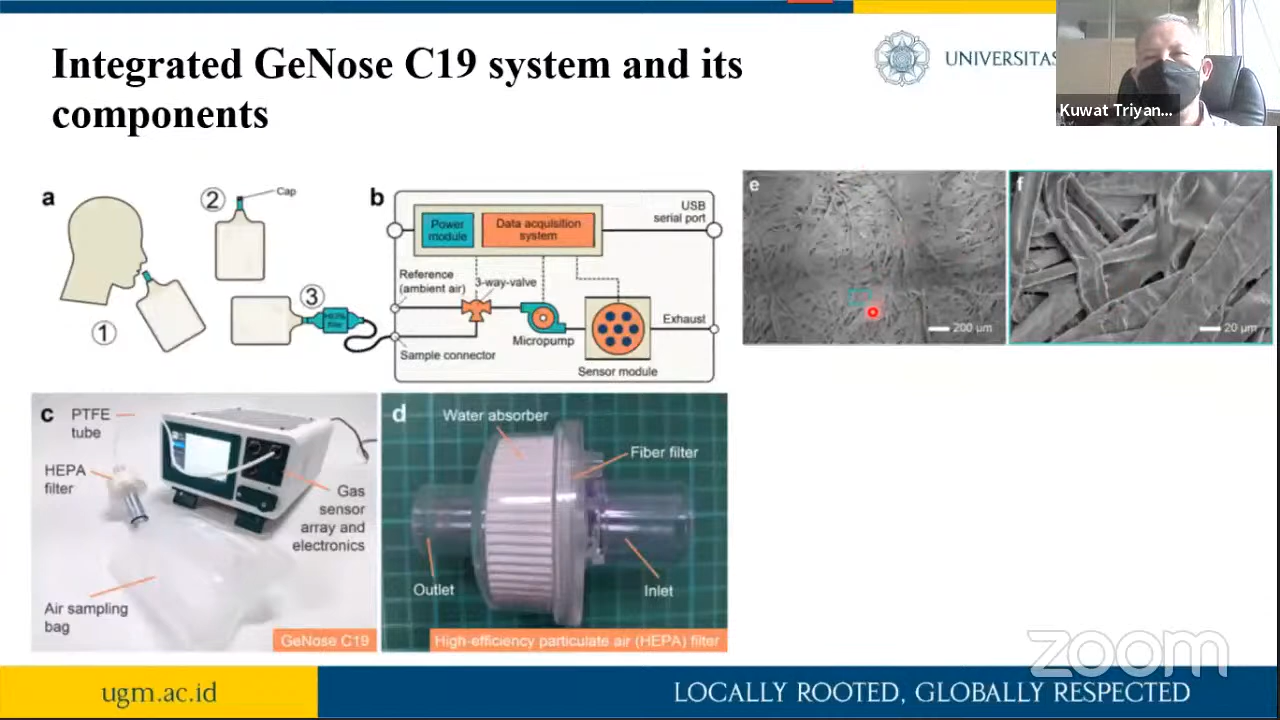 Integrated GeNose C19 system and its
components
UNIVERSITAS
Kuwat Triyan...
a
1
2
Cap
3
HEPA
filter
b
Power
module
Data acquisition
system
USB
serial port
Reference
(ambient air)
3-way-valve
Micropump
Sample connector
Sensor module
Exhaust
e
200 µm
f
20 µm
c
PTFE
tube
HEPA
filter
Gas
sensor
array and
electronics
Air sampling
bag
GeNose C19
d
Water absorber
Fiber filter
Outlet
Inlet
High-efficiency particulate air (HEPA) filter
zoom
ugm.ac.id
LOCALLY ROOTED, GLOBALLY RESPECTED